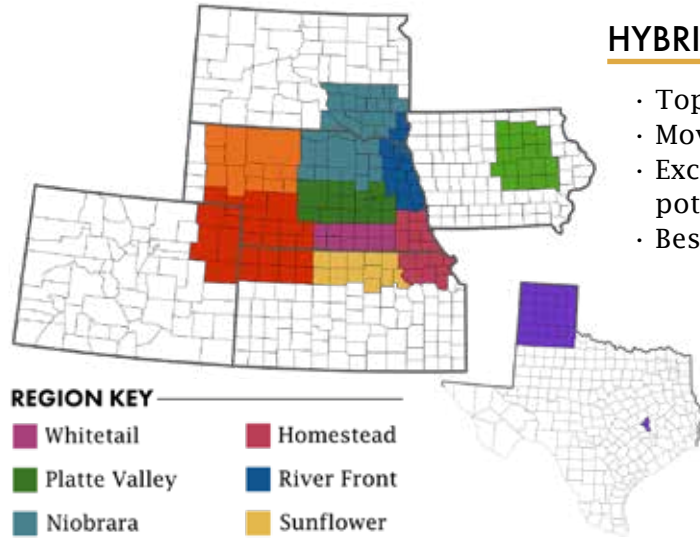 HYBRI
· Top
· Mov
· Exc
pot
· Bes
REGION KEY
Whitetail
Homestead
Platte Valley
River Front
Niobrara
Sunflower